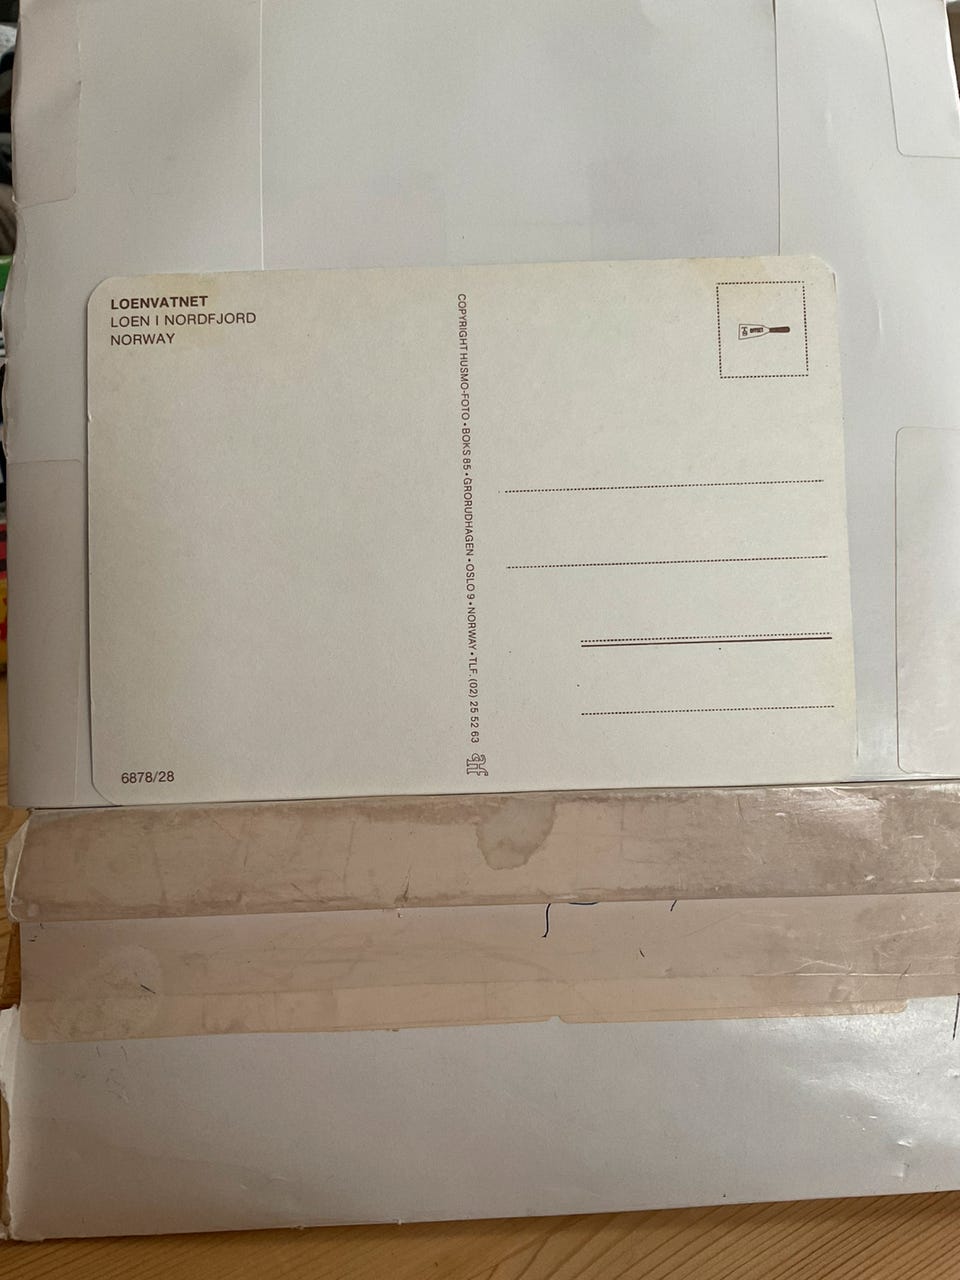 LOENVATNET
LOEN I NORDFJORD
NORWAY
COPYRIGHT HUSMO-FOTO • BOKS 85 • GRORUDHAGEN • OSLO 9 • NORWAY • TLF. (02) 25 52 63
6878/28